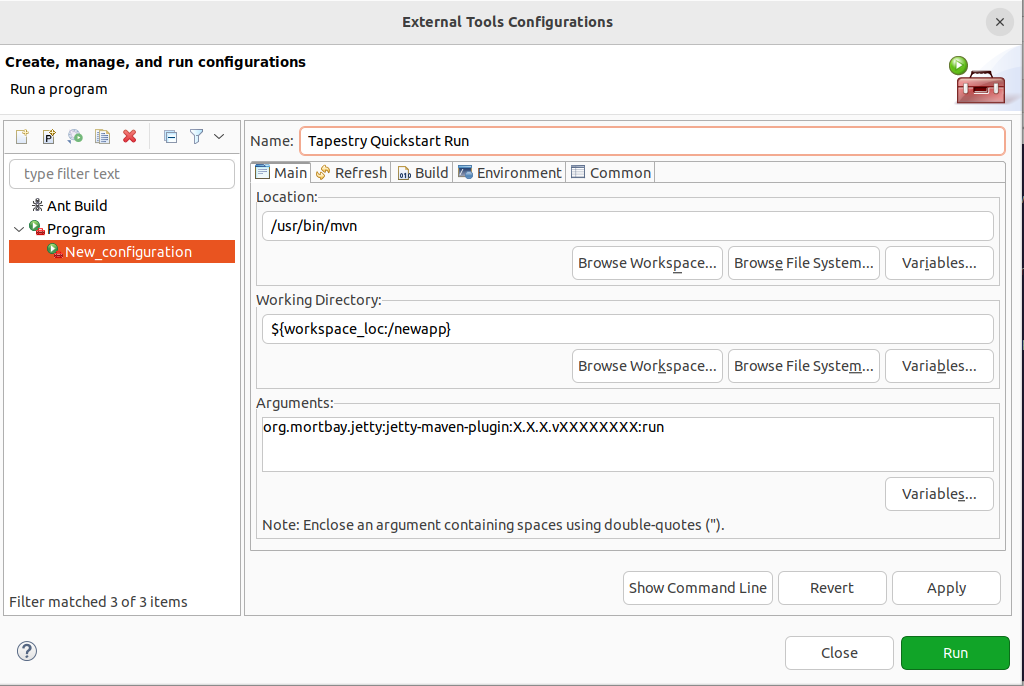 External Tools Configurations
Create, manage, and run configurations
Run a program
type filter text
Ant Build
Program
New_configuration
Filter matched 3 of 3 items
Name: Tapestry Quickstart Run
Main Refresh Build Environment Common
Location:
/usr/bin/mvn
Browse Workspace... Browse File System... Variables...
Working Directory:
${workspace_loc:/newapp}
Browse Workspace... Browse File System... Variables...
Arguments:
org.mortbay.jetty:jetty-maven-plugin:X.X.X.vXXXXXXXX:run
Variables...
Note: Enclose an argument containing spaces using double-quotes (").
Show Command Line Revert Apply
Close Run